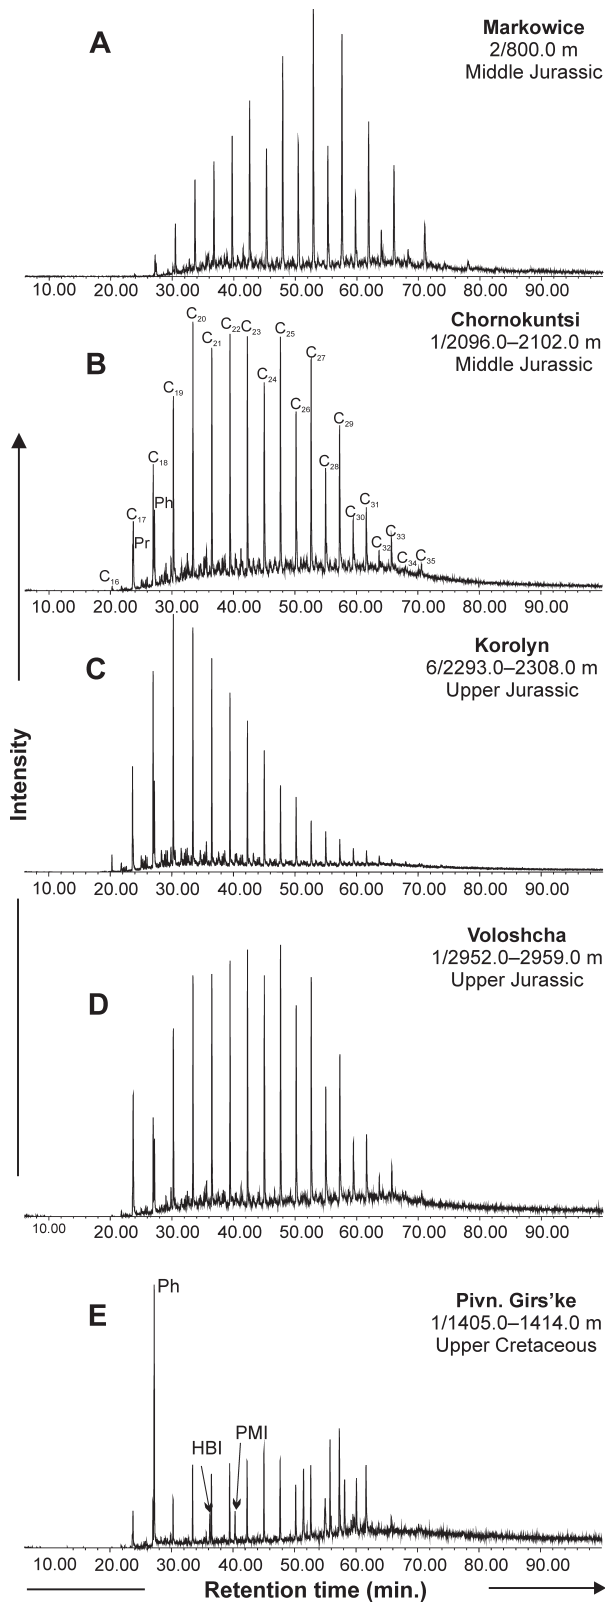 A
Markowice
2/800.0 m
Middle Jurassic
10.00 20.00 30.00 40.00 50.00 60.00 70.00 80.00 90.00
B
Chornokuntsi
1/2096.0–2102.0 m
Middle Jurassic
C16 C17 Pr C18 Ph C19 C20 C21 C22 C23 C24 C25 C26 C27 C28 C29 C30 C31 C32 C33 C34 C35
10.00 20.00 30.00 40.00 50.00 60.00 70.00 80.00 90.00
C
Korolyn
6/2293.0–2308.0 m
Upper Jurassic
10.00 20.00 30.00 40.00 50.00 60.00 70.00 80.00 90.00
Intensity
D
Voloshcha
1/2952.0–2959.0 m
Upper Jurassic
10.00 20.00 30.00 40.00 50.00 60.00 70.00 80.00 90.00
E
Pivn. Girs'ke
1/1405.0–1414.0 m
Upper Cretaceous
Ph
HBI
PMI
10.00 20.00 30.00 40.00 50.00 60.00 70.00 80.00 90.00
Retention time (min.)